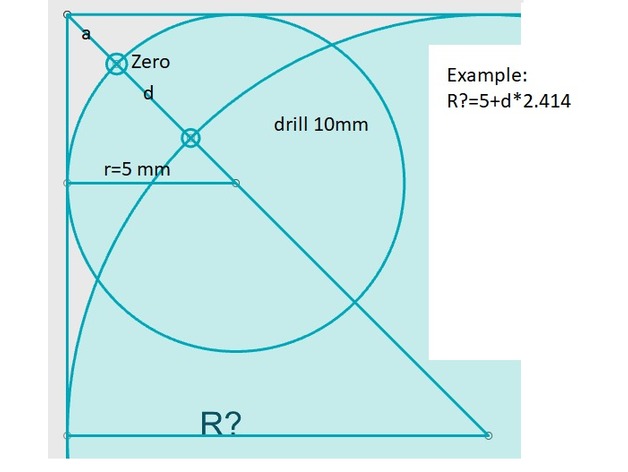 a
Zero
d
Example:
R?=5+d*2.414
drill 10mm
r=5 mm
R?